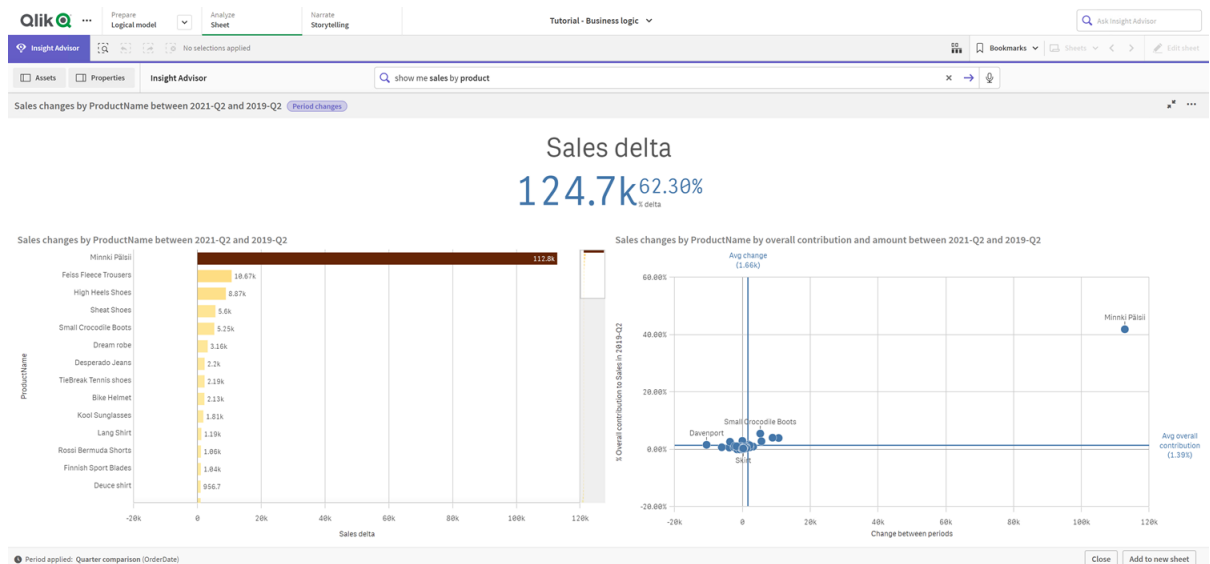 Qlik
Prepare
Logical model
Analyze
Sheet
Narrate
Storytelling
Tutorial - Business logic
Ask Insight Advisor
Insight Advisor
No selections applied
Bookmarks
Sheets
Edit sheet
Assets
Properties
Insight Advisor
show me sales by product
Sales changes by ProductName between 2021-Q2 and 2019-Q2
Period changes
Sales delta
124.7k
62.30%
% delta
Sales changes by ProductName between 2021-Q2 and 2019-Q2
ProductName
Minnki Pälsii
112.8k
Feiss Fleece Trousers
10.67k
High Heels Shoes
8.87k
Sheat Shoes
5.6k
Small Crocodile Boots
5.25k
Dream robe
3.16k
Desperado Jeans
2.2k
TieBreak Tennis shoes
2.19k
Bike Helmet
2.13k
Kool Sunglasses
1.81k
Lang Shirt
1.19k
Rossi Bermuda Shorts
1.06k
Finnish Sport Blades
1.04k
Deuce shirt
956.7
-20k 0 20k 40k 60k 80k 100k 120k
Sales delta
Sales changes by ProductName by overall contribution and amount between 2021-Q2 and 2019-Q2
Avg change
(1.66k)
% Overall contribution to Sales in 2019-Q2
60.00%
40.00%
20.00%
0.00%
-20.00%
Minnki Pälsii
Small Crocodile Boots
Davenport
Skirt
Avg overall
contribution
(1.39%)
-20k 0 20k 40k 60k 80k 100k 120k
Change between periods
Period applied: Quarter comparison (OrderDate)
Close
Add to new sheet